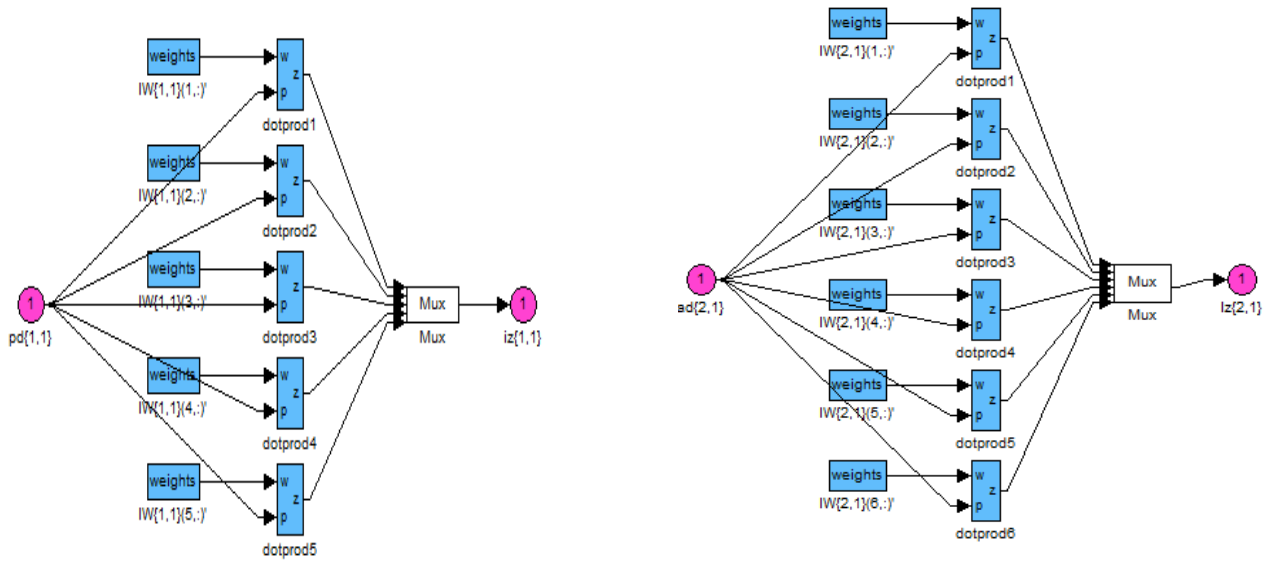 weights
IW{1,1}(1,:)'
w
z
p
dotprod1
weights
IW{1,1}(2,:)'
w
z
p
dotprod2
weights
IW{1,1}(3,:)'
w
z
p
dotprod3
weights
IW{1,1}(4,:)'
w
z
p
dotprod4
weights
IW{1,1}(5,:)'
w
z
p
dotprod5
1
pd{1,1}
Mux
Mux
1
iz{1,1}
weights
IW{2,1}(1,:)'
w
z
p
dotprod1
weights
IW{2,1}(2,:)'
w
z
p
dotprod2
weights
IW{2,1}(3,:)'
w
z
p
dotprod3
weights
IW{2,1}(4,:)'
w
z
p
dotprod4
weights
IW{2,1}(5,:)'
w
z
p
dotprod5
weights
IW{2,1}(6,:)'
w
z
p
dotprod6
1
ad{2,1}
Mux
Mux
1
lz{2,1}